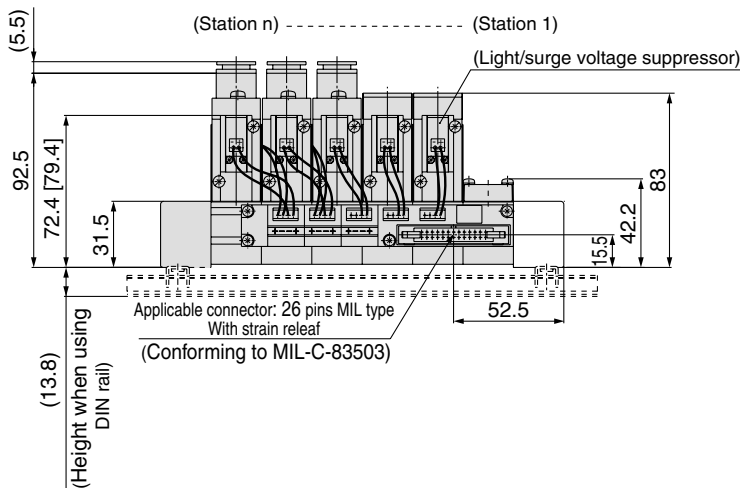 (Station n) ---------------- (Station 1)
(Light/surge voltage suppressor)
(5.5)
92.5
72.4 [79.4]
31.5
83
42.2
15.5
52.5
Applicable connector: 26 pins MIL type
With strain releaf
(Conforming to MIL-C-83503)
(13.8)
(Height when using
DIN rail)